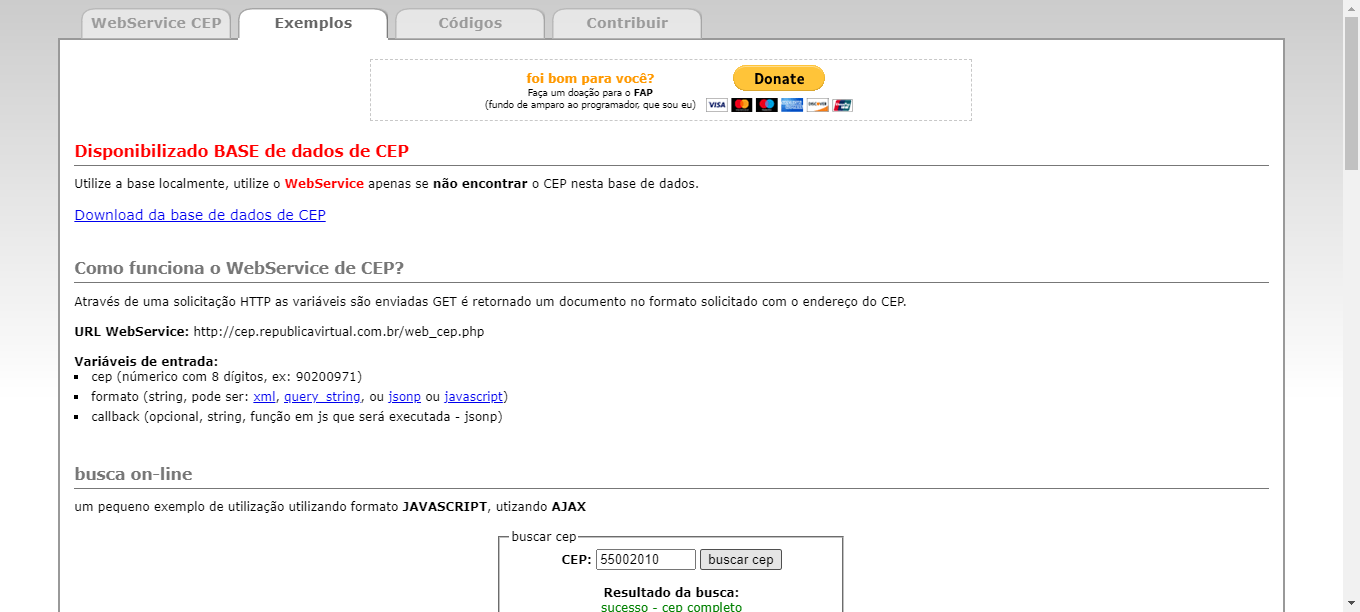 WebService CEP
Exemplos
Códigos
Contribuir
foi bom para você?
Faça um doação para o FAP
(fundo de amparo ao programador, que sou eu)
Donate
VISA
Disponibilizado BASE de dados de CEP
Utilize a base localmente, utilize o WebService apenas se não encontrar o CEP nesta base de dados.
Download da base de dados de CEP
Como funciona o WebService de CEP?
Através de uma solicitação HTTP as variáveis são enviadas GET é retornado um documento no formato solicitado com o endereço do CEP.
URL WebService: http://cep.republicavirtual.com.br/web_cep.php
Variáveis de entrada:
cep (númerico com 8 dígitos, ex: 90200971)
formato (string, pode ser: xml, query_string, ou jsonp ou javascript)
callback (opcional, string, função em js que será executada - jsonp)
busca on-line
um pequeno exemplo de utilização utilizando formato JAVASCRIPT, utizando AJAX
buscar cep
CEP: 55002010 buscar cep
Resultado da busca:
sucesso - cep completo